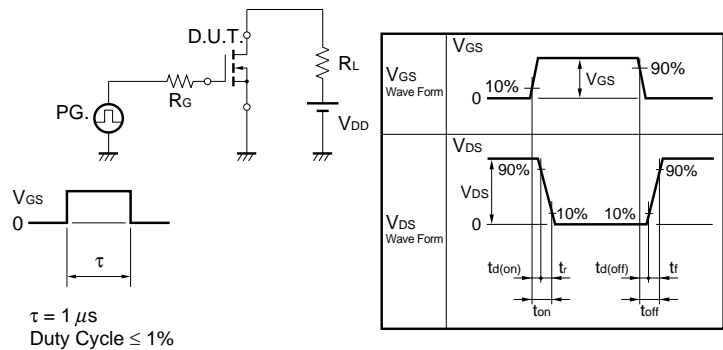 D.U.T.
RL
RG
PG.
VDD
VGS
0
τ
τ = 1 μs
Duty Cycle ≤ 1%
VGS
Wave Form
VGS
10%
0
VGS
90%
VDS
Wave Form
VDS
90%
VDS
0
10%
10%
90%
td(on)
tr
td(off)
tf
ton
toff